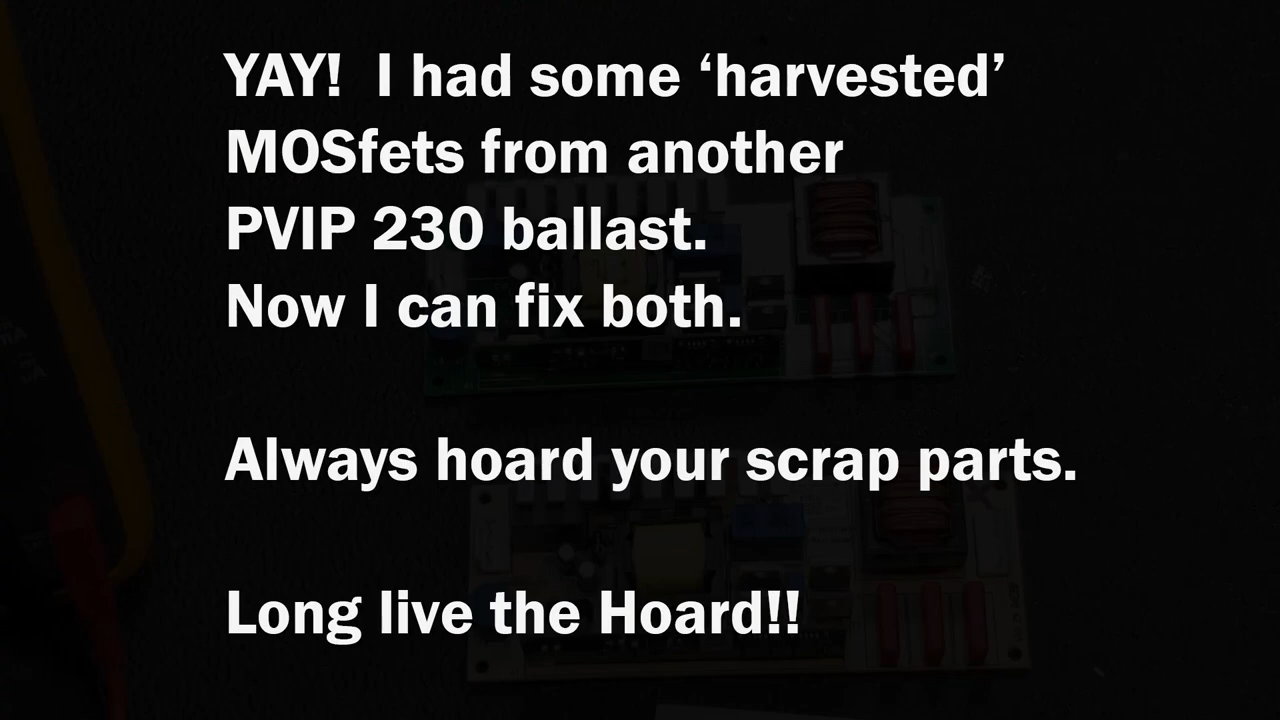 YAY!  I had some ‘harvested’
MOSfets from another
PVIP 230 ballast.
Now I can fix both.
Always hoard your scrap parts.
Long live the Hoard!!